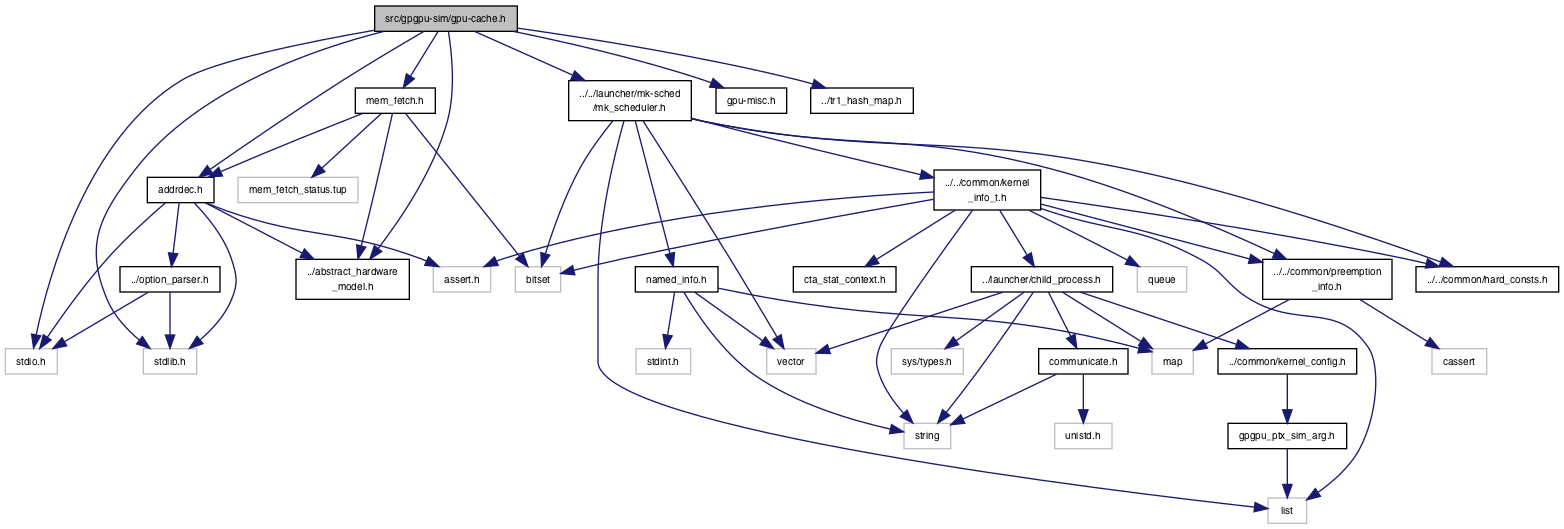 src/gpgpu-sim/gpu-cache.h
mem_fetch.h
../../launcher/mk-sched
/mk_scheduler.h
gpu-misc.h
../tr1_hash_map.h
addrdec.h
mem_fetch_status.tup
../../common/kernel
_info_t.h
../option_parser.h
../abstract_hardware
_model.h
assert.h
bitset
named_info.h
cta_stat_context.h
../launcher/child_process.h
queue
../../common/preemption
_info.h
../../common/hard_consts.h
stdio.h
stdlib.h
stdint.h
vector
sys/types.h
communicate.h
map
../common/kernel_config.h
cassert
string
unistd.h
gpgpu_ptx_sim_arg.h
list